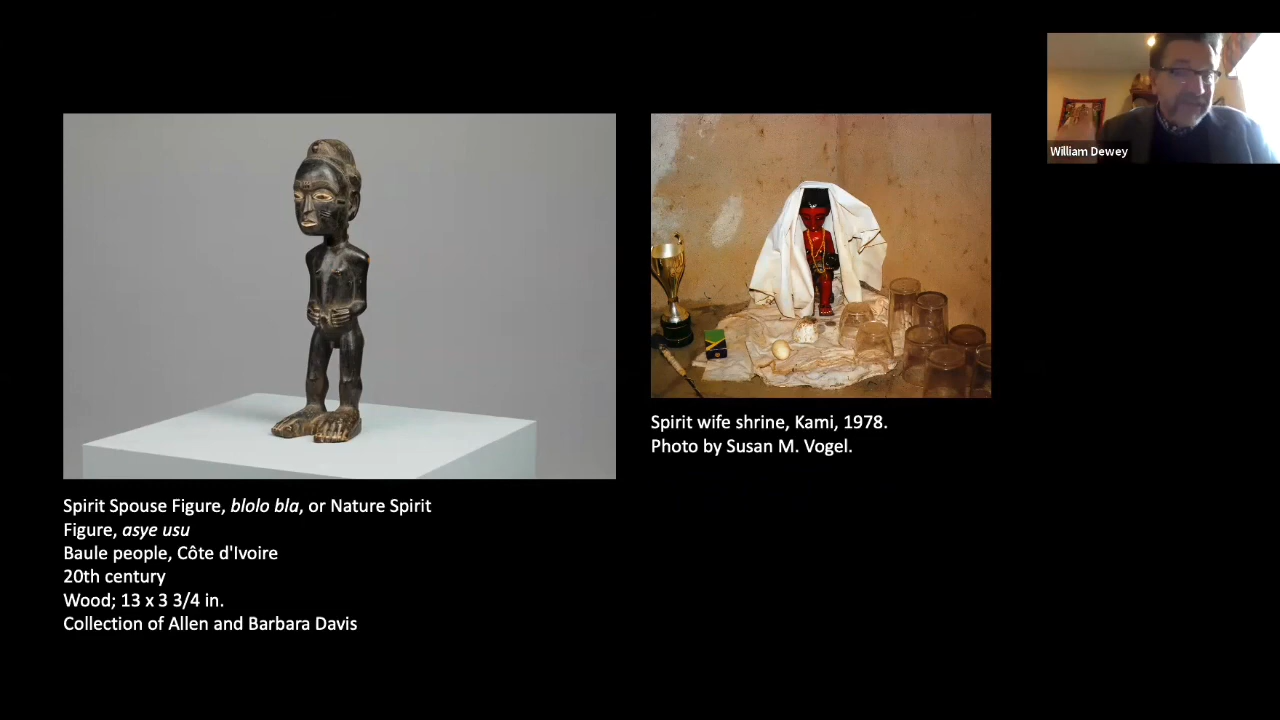 William Dewey
Spirit wife shrine, Kami, 1978.
Photo by Susan M. Vogel.
Spirit Spouse Figure, blolo bla, or Nature Spirit
Figure, asye usu
Baule people, Côte d'Ivoire
20th century
Wood; 13 x 3 3/4 in.
Collection of Allen and Barbara Davis